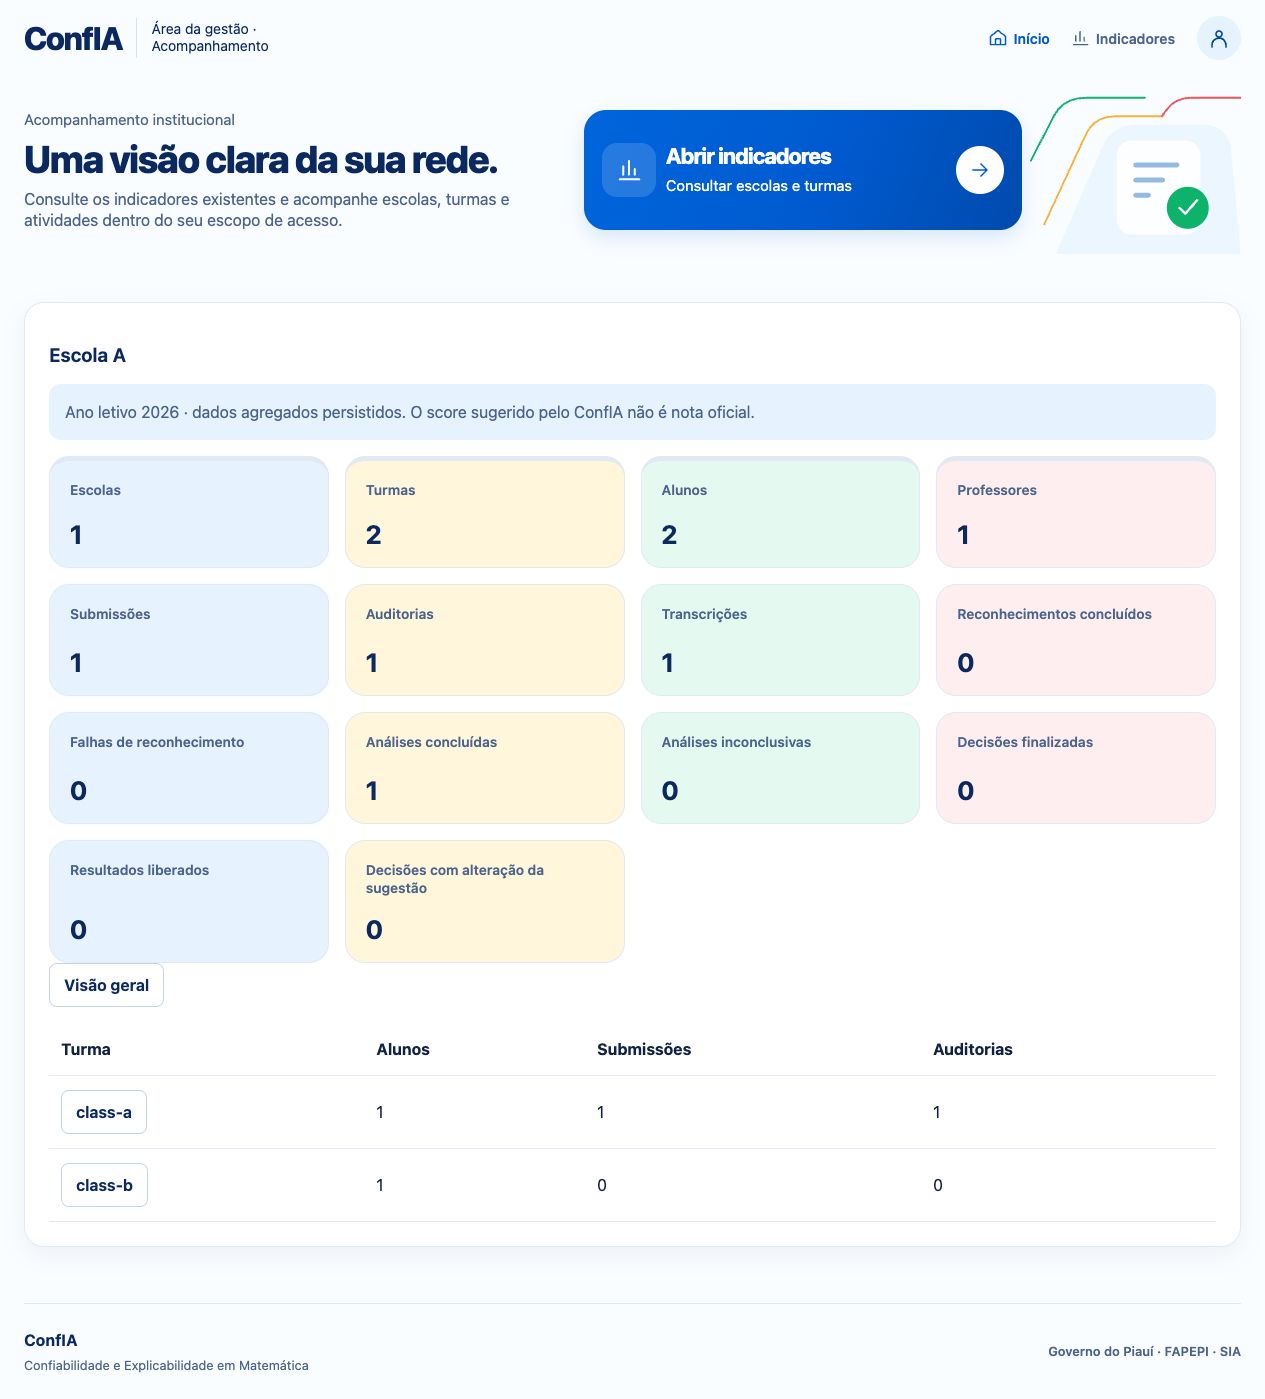 ConfIA
Área da gestão ·
Acompanhamento
Início
Indicadores
Acompanhamento institucional
Uma visão clara da sua rede.
Consulte os indicadores existentes e acompanhe escolas, turmas e
atividades dentro do seu escopo de acesso.
Abrir indicadores
Consultar escolas e turmas
Escola A
Ano letivo 2026 · dados agregados persistidos. O score sugerido pelo ConfIA não é nota oficial.
Escolas
1
Turmas
2
Alunos
2
Professores
1
Submissões
1
Auditorias
1
Transcrições
1
Reconhecimentos concluídos
0
Falhas de reconhecimento
0
Análises concluídas
1
Análises inconclusivas
0
Decisões finalizadas
0
Resultados liberados
0
Decisões com alteração da
sugestão
0
Visão geral
Turma Alunos Submissões Auditorias
class-a 1 1 1
class-b 1 0 0
ConfIA
Confiabilidade e Explicabilidade em Matemática
Governo do Piauí · FAPEPI · SIA